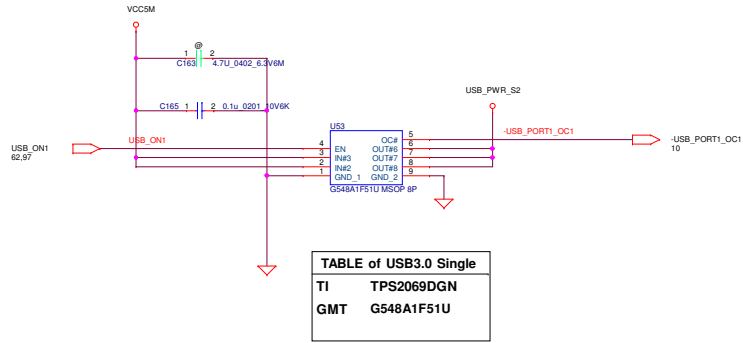 VCC5M
@
1 2
C163 4.7U_0402_6.3V6M
C165 1 2 0.1u_0201_10V6K
USB_PWR_S2
USB_ON1
62,97
USB_ON1
U53
4 EN OC# 5
3 IN#3 OUT#6 6
2 IN#2 OUT#7 7
1 GND_1 OUT#8 8
GND_2 9
G548A1F51U MSOP 8P
-USB_PORT1_OC1
-USB_PORT1_OC1
10
TABLE of USB3.0 Single
TI TPS2069DGN
GMT G548A1F51U